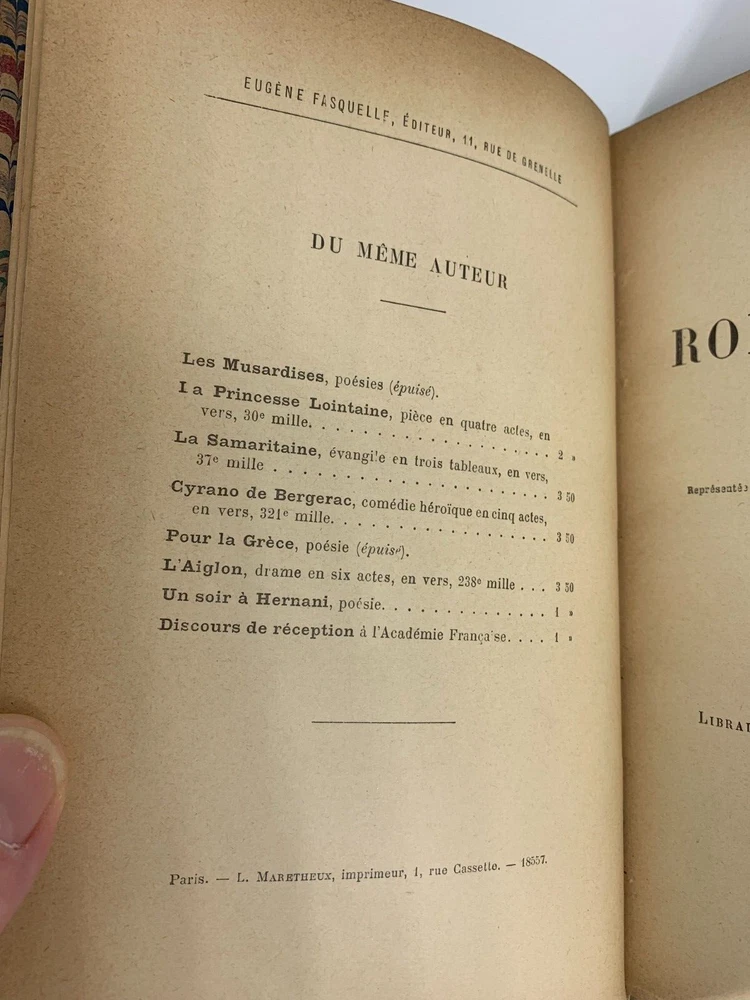 EUGÈNE FASQUELLE, ÉDITEUR, 11, RUE DE GRENELLE
DU MÊME AUTEUR
Les Musardises, poésies (épuisé).
La Princesse Lointaine, pièce en quatre actes, en
vers, 30e mille. . . . . . . . . . . . . . . . . . 2 »
La Samaritaine, évangile en trois tableaux, en vers,
37e mille . . . . . . . . . . . . . . . . . . . . 3 50
Cyrano de Bergerac, comédie héroïque en cinq actes,
en vers, 321e mille. . . . . . . . . . . . . . . . 3 50
Pour la Grèce, poésie (épuisé).
L'Aiglon, drame en six actes, en vers, 238e mille . . . 3 50
Un soir à Hernani, poésie. . . . . . . . . . . . . . 1 »
Discours de réception à l'Académie Française. . . . 1 »
Paris. — L. MARETHEUX, imprimeur, 1, rue Cassette. — 18557.